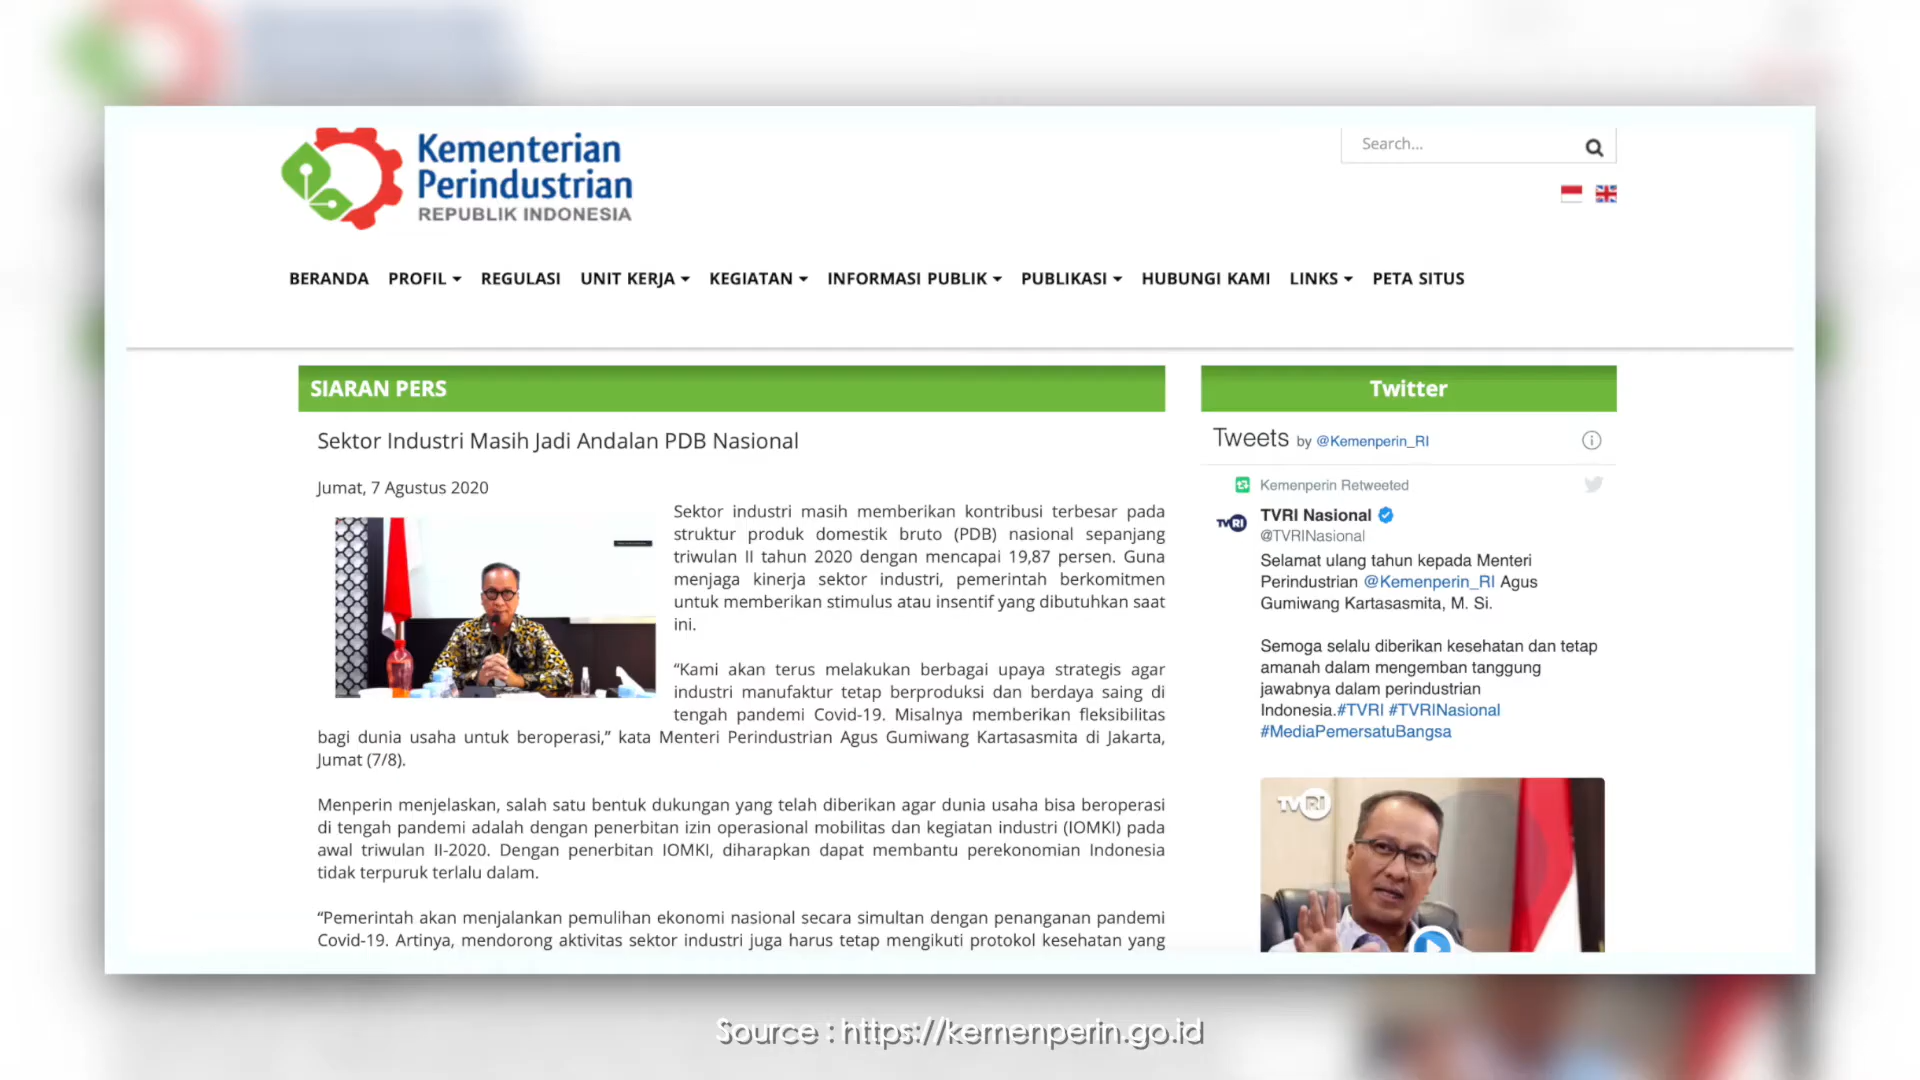 Kementerian
Perindustrian
REPUBLIK INDONESIA
Search...
BERANDA PROFIL REGULASI UNIT KERJA KEGIATAN INFORMASI PUBLIK PUBLIKASI HUBUNGI KAMI LINKS PETA SITUS
SIARAN PERS
Sektor Industri Masih Jadi Andalan PDB Nasional
Jumat, 7 Agustus 2020
Sektor industri masih memberikan kontribusi terbesar pada
struktur produk domestik bruto (PDB) nasional sepanjang
triwulan II tahun 2020 dengan mencapai 19,87 persen. Guna
menjaga kinerja sektor industri, pemerintah berkomitmen
untuk memberikan stimulus atau insentif yang dibutuhkan saat
ini.
“Kami akan terus melakukan berbagai upaya strategis agar
industri manufaktur tetap berproduksi dan berdaya saing di
tengah pandemi Covid-19. Misalnya memberikan fleksibilitas
bagi dunia usaha untuk beroperasi,” kata Menteri Perindustrian Agus Gumiwang Kartasasmita di Jakarta,
Jumat (7/8).
Menperin menjelaskan, salah satu bentuk dukungan yang telah diberikan agar dunia usaha bisa beroperasi
di tengah pandemi adalah dengan penerbitan izin operasional mobilitas dan kegiatan industri (IOMKI) pada
awal triwulan II-2020. Dengan penerbitan IOMKI, diharapkan dapat membantu perekonomian Indonesia
tidak terpuruk terlalu dalam.
“Pemerintah akan menjalankan pemulihan ekonomi nasional secara simultan dengan penanganan pandemi
Covid-19. Artinya, mendorong aktivitas sektor industri juga harus tetap mengikuti protokol kesehatan yang
Twitter
Tweets by @Kemenperin_RI
Kemenperin Retweeted
TVRI
TVRI Nasional
@TVRINasional
Selamat ulang tahun kepada Menteri
Perindustrian @Kemenperin_RI Agus
Gumiwang Kartasasmita, M. Si.
Semoga selalu diberikan kesehatan dan tetap
amanah dalam mengemban tanggung
jawabnya dalam perindustrian
Indonesia.#TVRI #TVRINasional
#MediaPemersatuBangsa
TVRI
Source : https://kemenperin.go.id